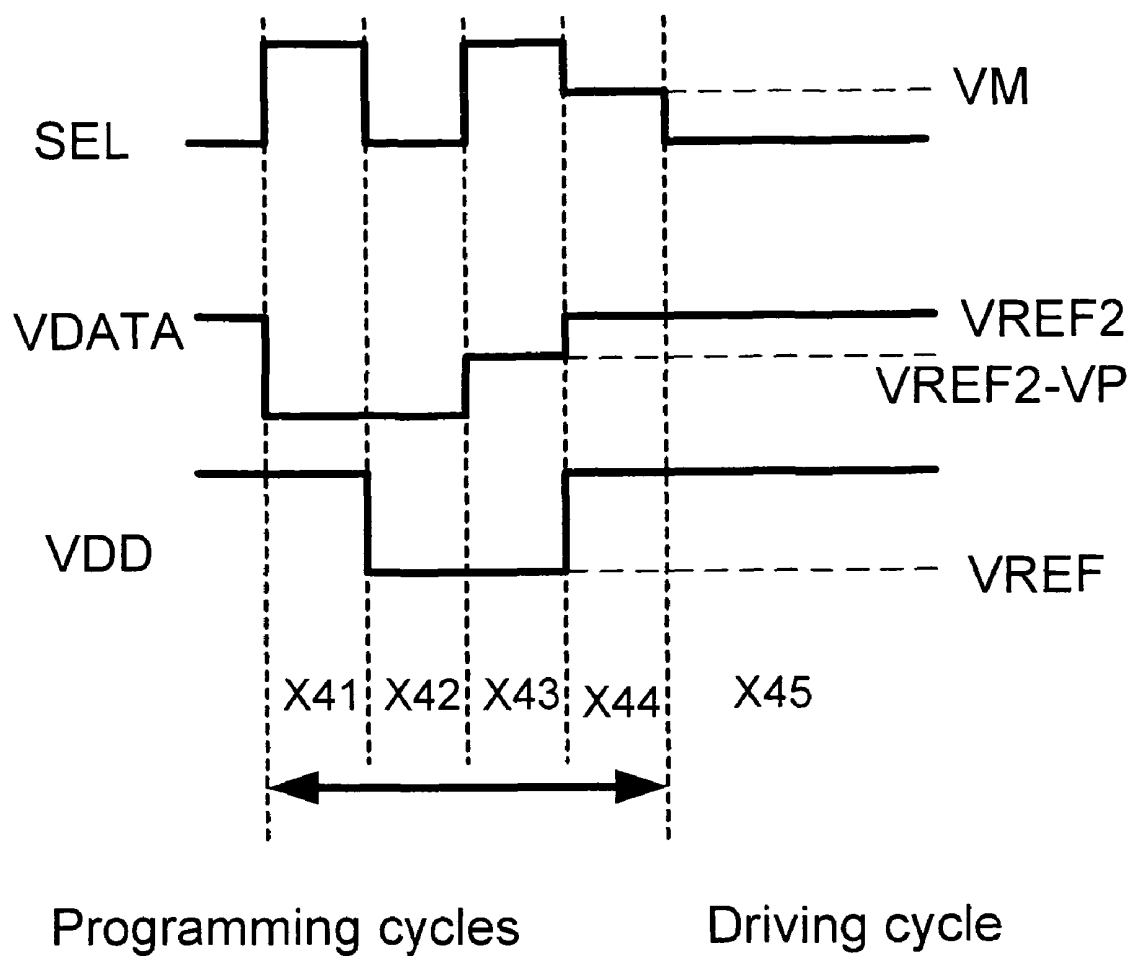 VM
SEL
VDATA
VREF2
VREF2-VP
VDD
VREF
X41 X42 X43 X44 X45
Programming cycles
Driving cycle